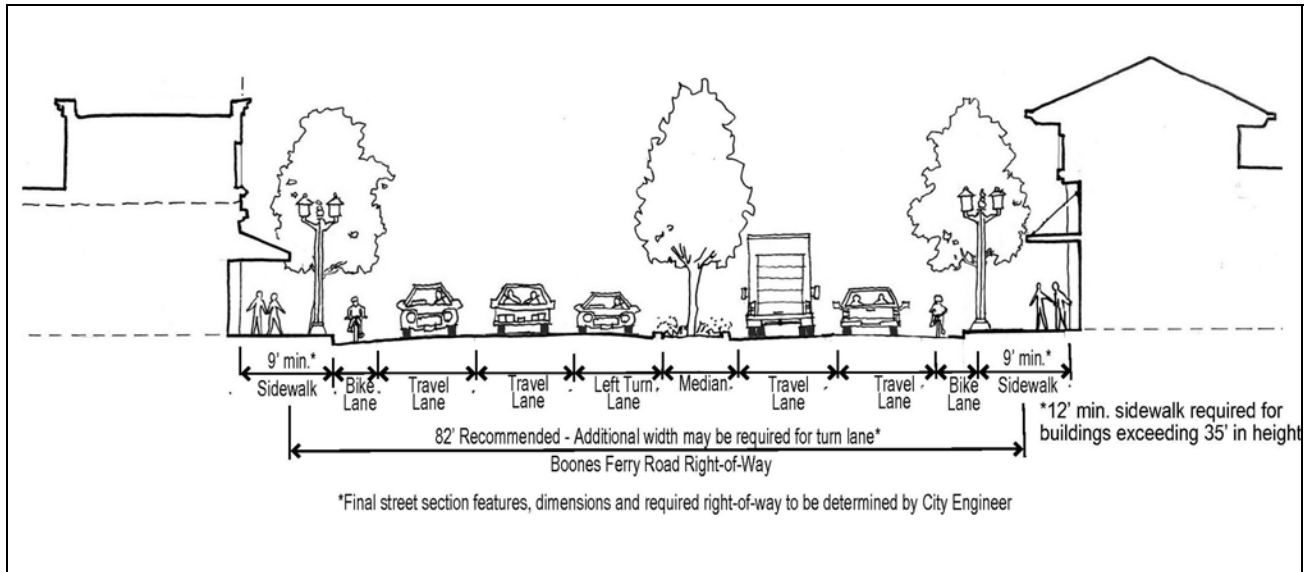 9' min.*
Sidewalk
Bike
Lane
Travel
Lane
Travel
Lane
Left Turn
Lane
Median
Travel
Lane
Travel
Lane
Bike
Lane
9' min.*
Sidewalk
*12' min. sidewalk required for
buildings exceeding 35' in height
82' Recommended - Additional width may be required for turn lane*
Boones Ferry Road Right-of-Way
*Final street section features, dimensions and required right-of-way to be determined by City Engineer